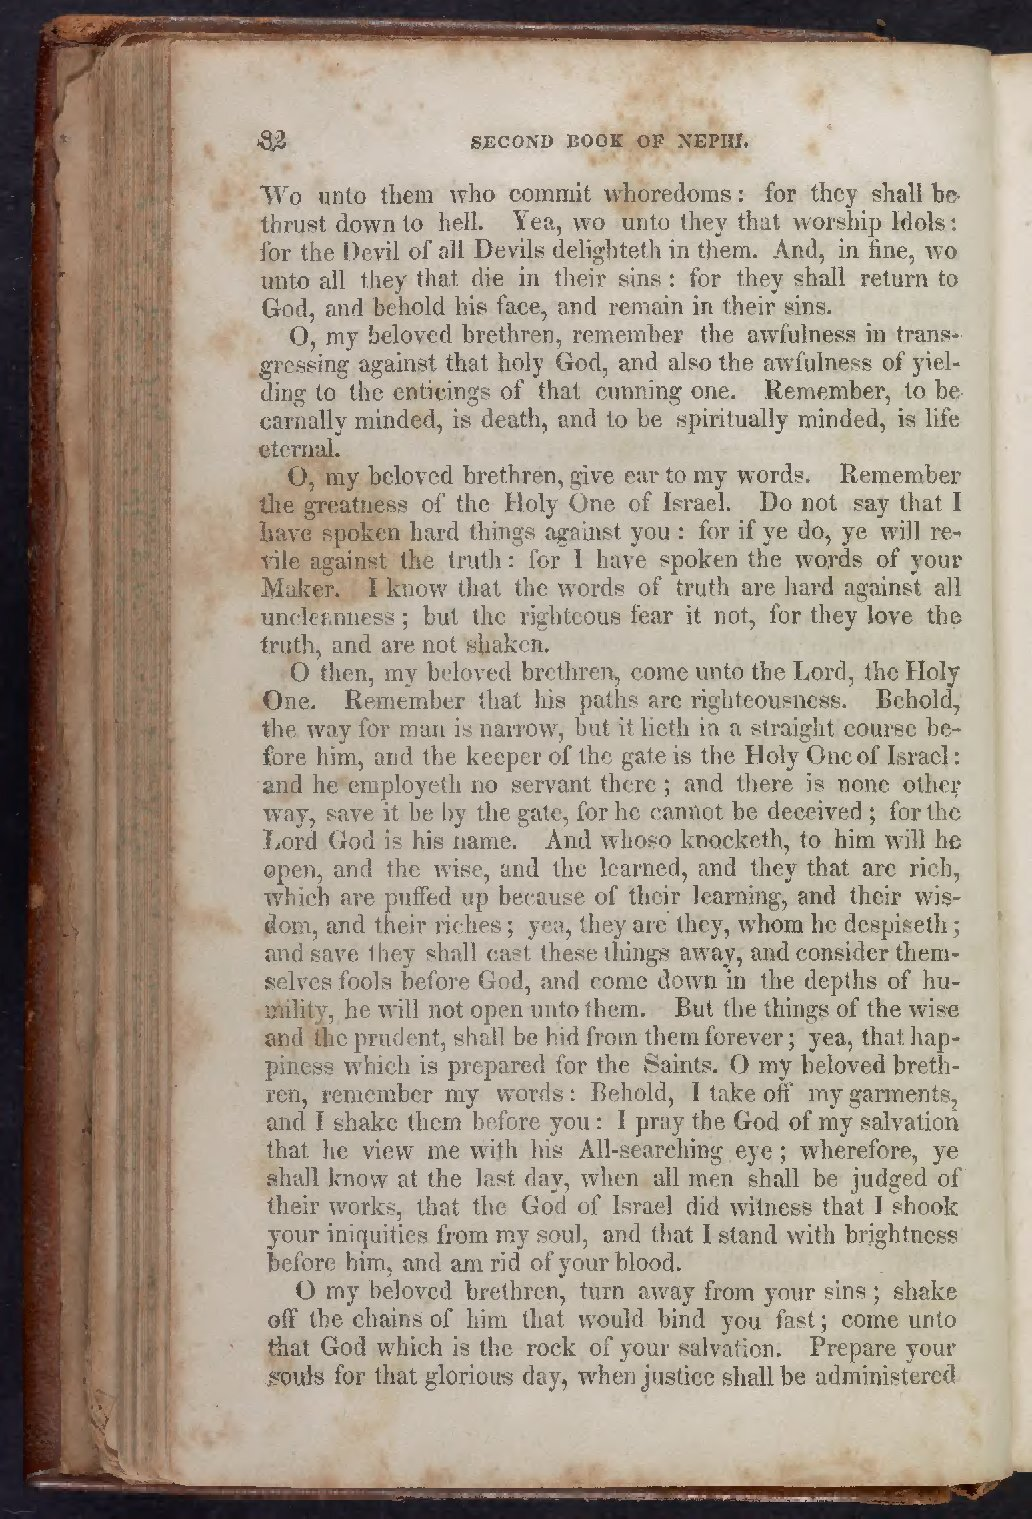 82 SECOND BOOK OF NEPHI.
Wo unto them who commit whoredoms: for they shall be
thrust down to hell. Yea, wo unto they that worship Idols:
for the Devil of all Devils delighteth in them. And, in fine, wo
unto all they that die in their sins: for they shall return to
God, and behold his face, and remain in their sins.
O, my beloved brethren, remember the awfulness in trans-
gressing against that holy God, and also the awfulness of yiel-
ding to the enticings of that cunning one. Remember, to be
carnally minded, is death, and to be spiritually minded, is life
eternal.
O, my beloved brethren, give ear to my words. Remember
the greatness of the Holy One of Israel. Do not say that I
have spoken hard things against you: for if ye do, ye will re-
vile against the truth: for I have spoken the words of your
Maker. I know that the words of truth are hard against all
uncleanness; but the righteous fear it not, for they love the
truth, and are not shaken.
O then, my beloved brethren, come unto the Lord, the Holy
One. Remember that his paths are righteousness. Behold,
the way for man is narrow, but it lieth in a straight course be-
fore him, and the keeper of the gate is the Holy One of Israel:
and he employeth no servant there; and there is none other
way, save it be by the gate, for he cannot be deceived; for the
Lord God is his name. And whoso knocketh, to him will he
open, and the wise, and the learned, and they that are rich,
which are puffed up because of their learning, and their wis-
dom, and their riches; yea, they are they, whom he despiseth;
and save they shall cast these things away, and consider them-
selves fools before God, and come down in the depths of hu-
mility, he will not open unto them. But the things of the wise
and the prudent, shall be hid from them forever; yea, that hap-
piness which is prepared for the Saints. O my beloved breth-
ren, remember my words: Behold, I take off my garments,
and I shake them before you: I pray the God of my salvation
that he view me with his All-searching eye; wherefore, ye
shall know at the last day, when all men shall be judged of
their works, that the God of Israel did witness that I shook
your iniquities from my soul, and that I stand with brightness
before him, and am rid of your blood.
O my beloved brethren, turn away from your sins; shake
off the chains of him that would bind you fast; come unto
that God which is the rock of your salvation. Prepare your
souls for that glorious day, when justice shall be administered